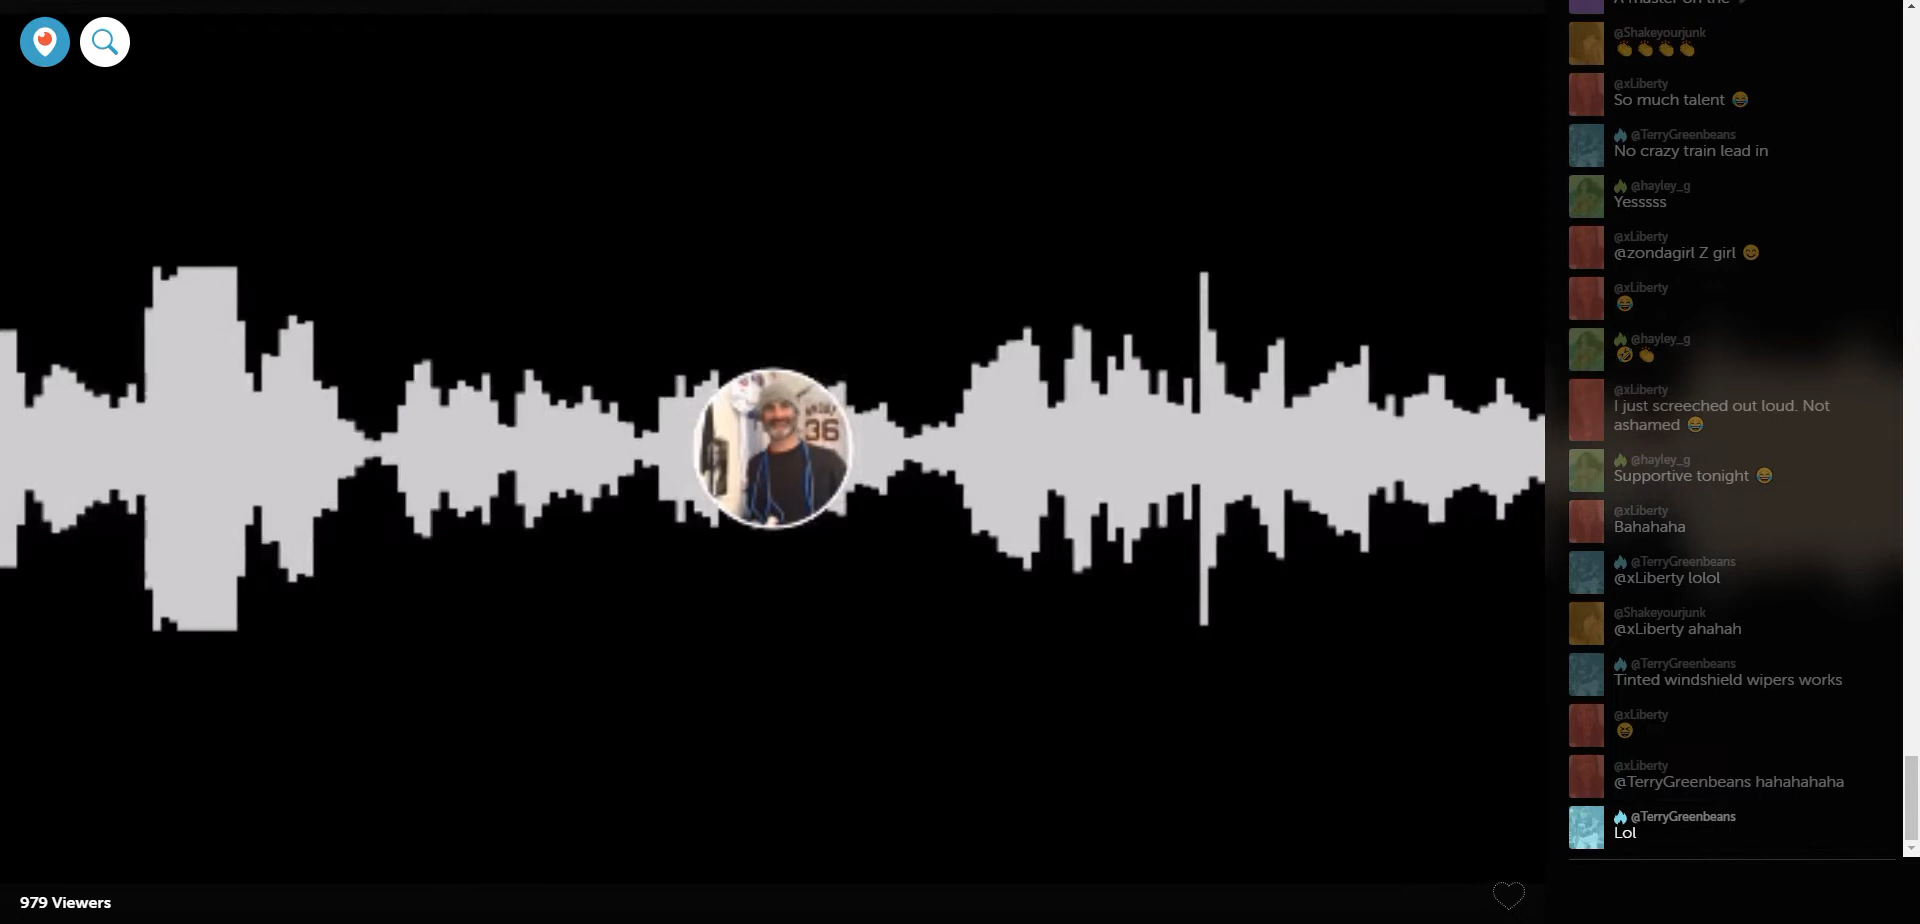 @Shakeyourjunk
👏 👏 👏 👏
@xLiberty
So much talent 😂
@TerryGreenbeans
No crazy train lead in
@hayley_g
Yesssss
@xLiberty
@zondagirl Z girl 😊
@xLiberty
😂
@hayley_g
🤣 👏
@xLiberty
I just screeched out loud. Not
ashamed 😂
@hayley_g
Supportive tonight 😂
@xLiberty
Bahahaha
@TerryGreenbeans
@xLiberty lolol
@Shakeyourjunk
@xLiberty ahahah
@TerryGreenbeans
Tinted windshield wipers works
@xLiberty
😆
@xLiberty
@TerryGreenbeans hahahahaha
@TerryGreenbeans
Lol
36
979 Viewers